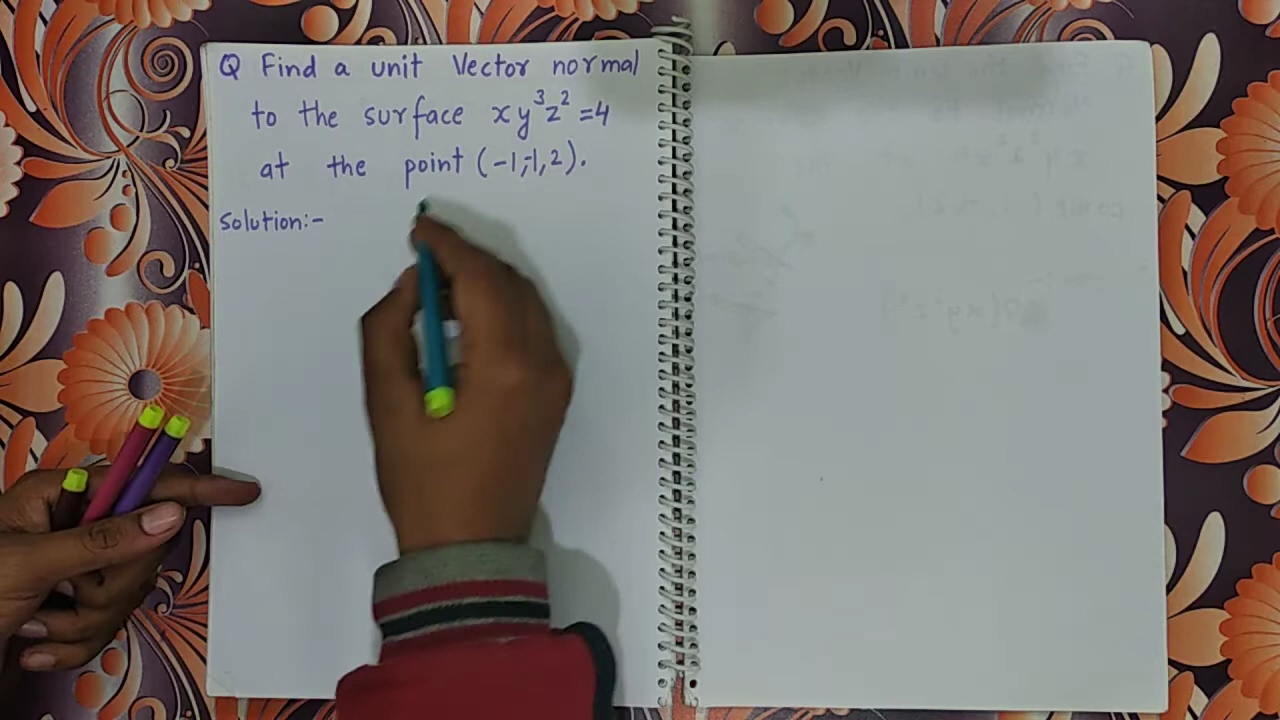 Q Find a unit Vector normal
to the surface xy³z² = 4
at the point (-1,-1,2).
Solution:-